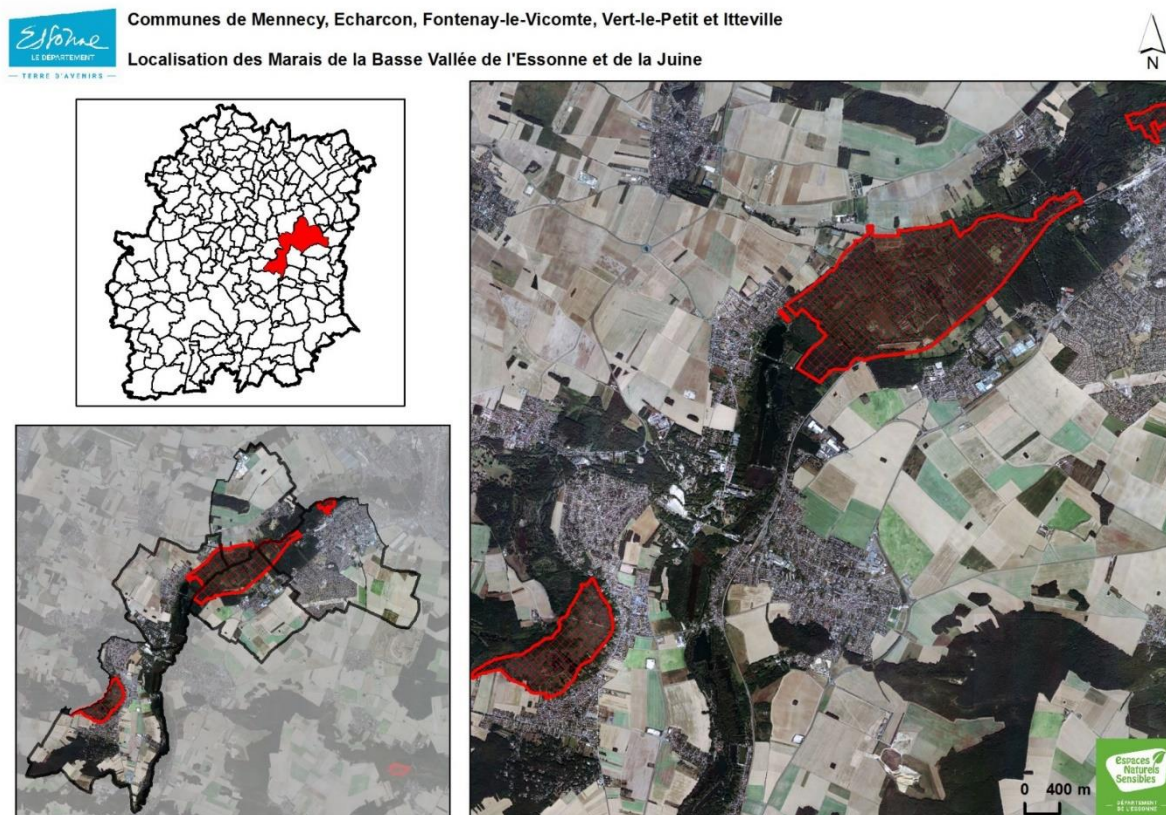 Essonne
LE DÉPARTEMENT
TERRE D'AVENIRS
Communes de Mennecy, Echarcon, Fontenay-le-Vicomte, Vert-le-Petit et Itteville
Localisation des Marais de la Basse Vallée de l'Essonne et de la Juine
N
0 400 m
Espaces
Naturels
Sensibles
DÉPARTEMENT
DE L'ESSONNE